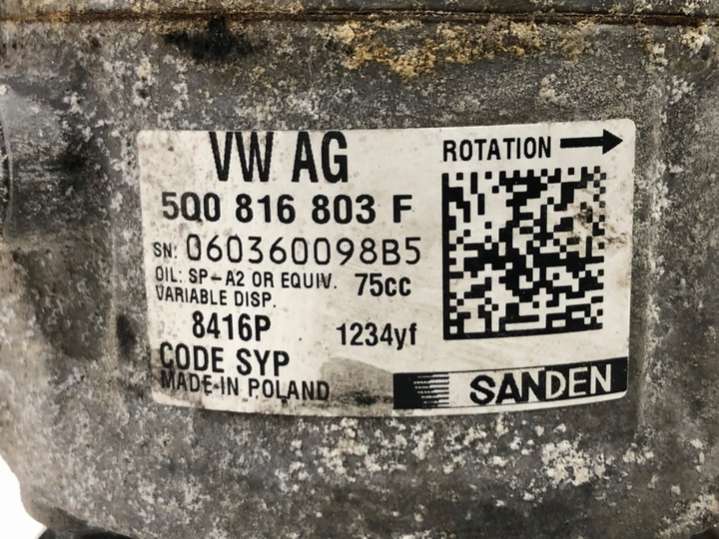 VW AG
ROTATION
5Q0 816 803 F
SN: 060360098B5
OIL: SP-A2 OR EQUIV. 75cc
VARIABLE DISP.
8416P 1234yf
CODE SYP
MADE IN POLAND
SANDEN